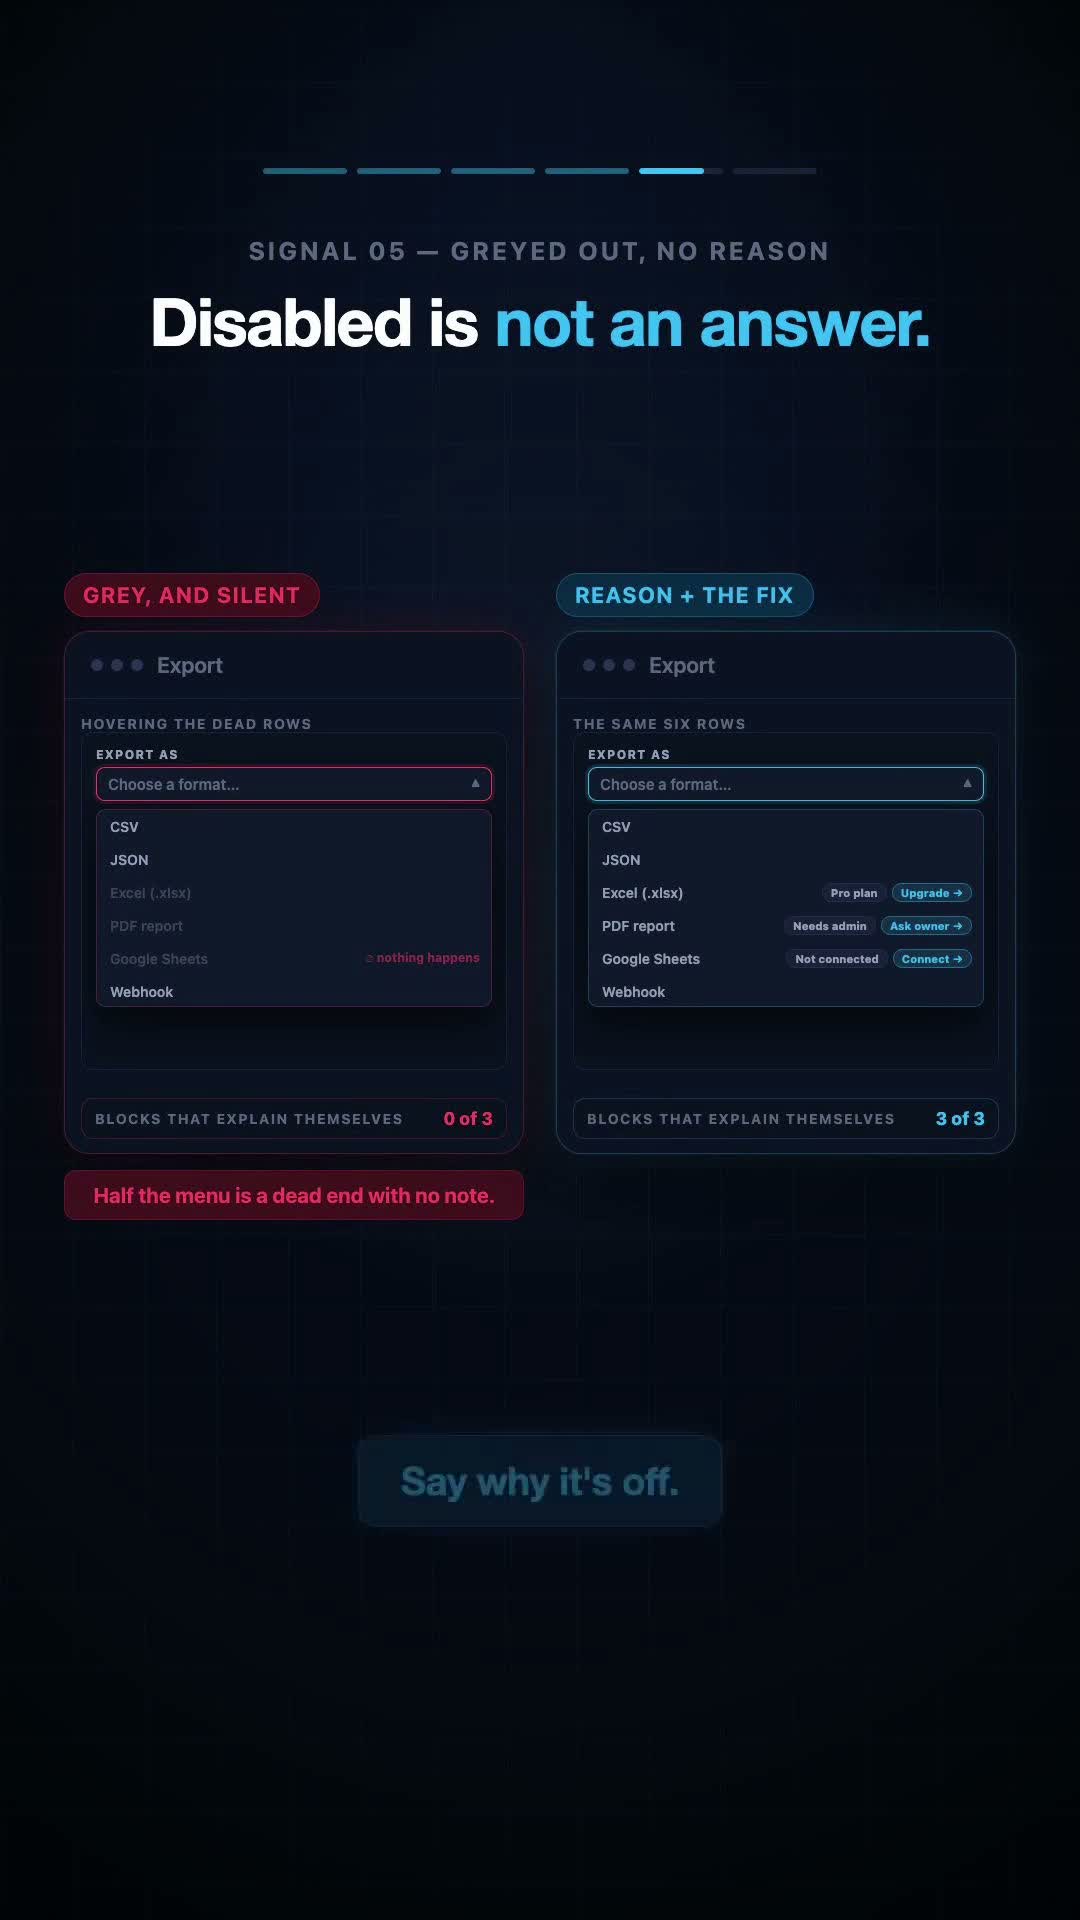 SIGNAL 05 — GREYED OUT, NO REASON
Disabled is not an answer.
GREY, AND SILENT
Export
HOVERING THE DEAD ROWS
EXPORT AS
Choose a format...
CSV
JSON
Excel (.xlsx)
PDF report
Google Sheets
nothing happens
Webhook
BLOCKS THAT EXPLAIN THEMSELVES
0 of 3
Half the menu is a dead end with no note.
REASON + THE FIX
Export
THE SAME SIX ROWS
EXPORT AS
Choose a format...
CSV
JSON
Excel (.xlsx)
Pro plan
Upgrade →
PDF report
Needs admin
Ask owner →
Google Sheets
Not connected
Connect →
Webhook
BLOCKS THAT EXPLAIN THEMSELVES
3 of 3
Say why it's off.